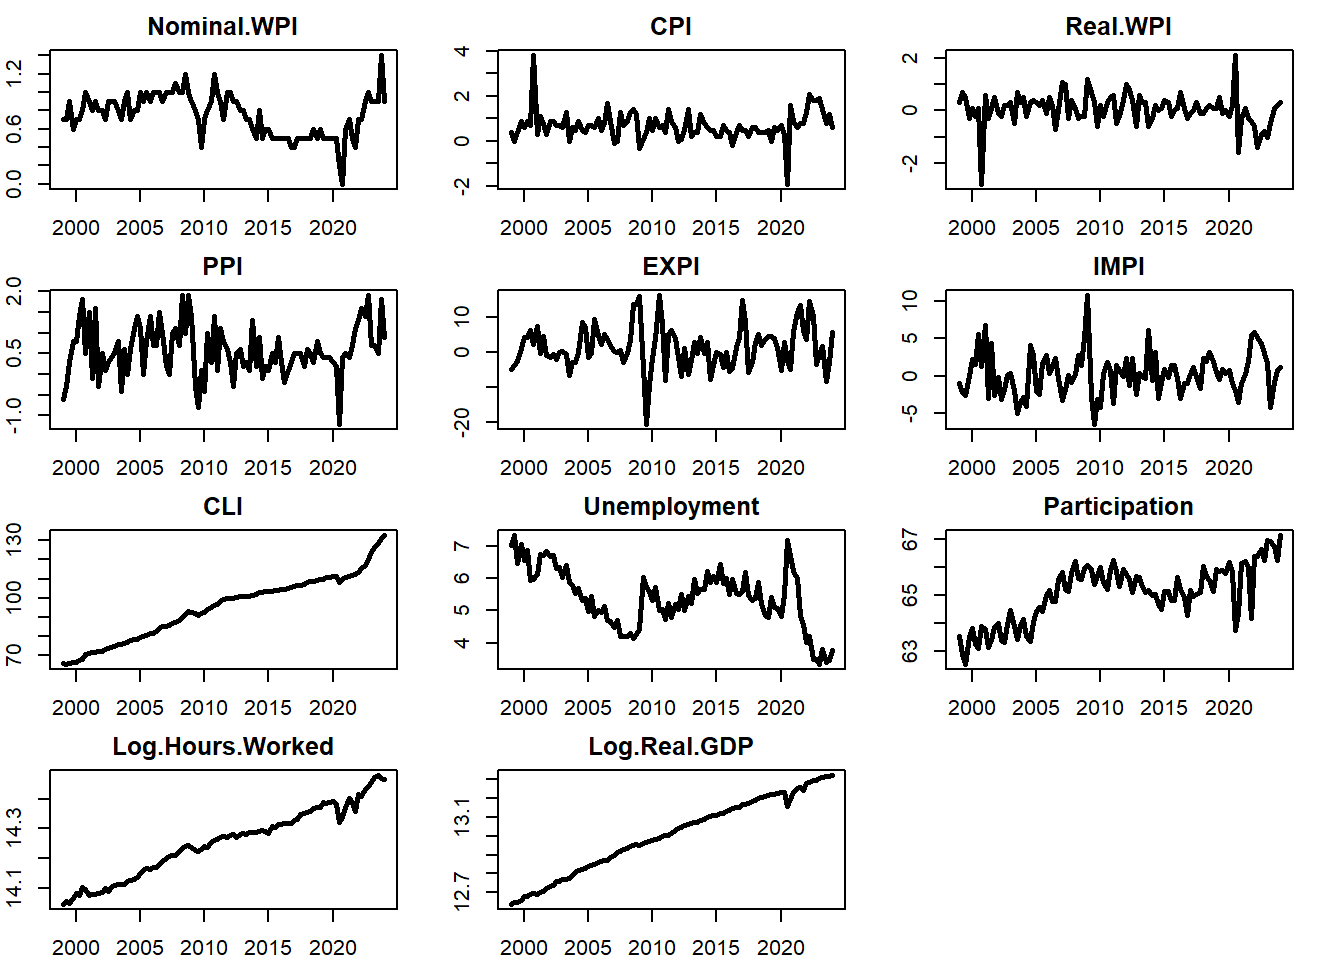 Nominal.WPI
0.0 0.6 1.2
2000 2005 2010 2015 2020
CPI
-2 0 2 4
2000 2005 2010 2015 2020
Real.WPI
-2 0 2
2000 2005 2010 2015 2020
PPI
-1.0 0.5 2.0
2000 2005 2010 2015 2020
EXPI
-20 0 10
2000 2005 2010 2015 2020
IMPI
-5 0 5 10
2000 2005 2010 2015 2020
CLI
70 100 130
2000 2005 2010 2015 2020
Unemployment
4 5 6 7
2000 2005 2010 2015 2020
Participation
63 65 67
2000 2005 2010 2015 2020
Log.Hours.Worked
14.1 14.3
2000 2005 2010 2015 2020
Log.Real.GDP
12.7 13.1
2000 2005 2010 2015 2020